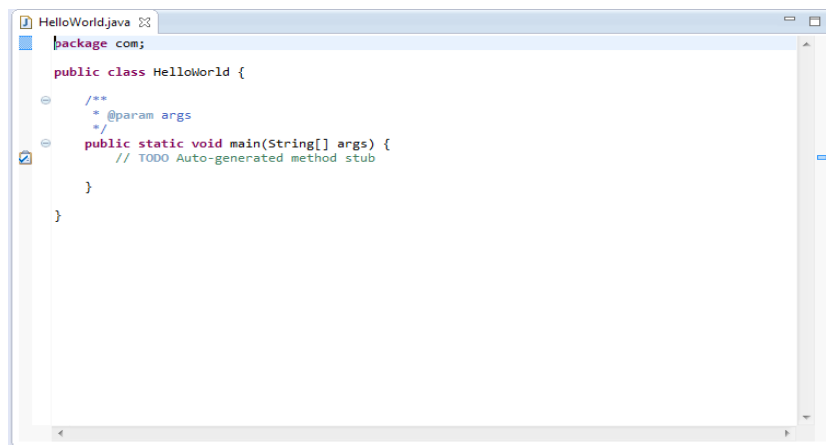 HelloWorld.java
package com;
public class HelloWorld {
/**
* @param args
*/
public static void main(String[] args) {
// TODO Auto-generated method stub
}
}